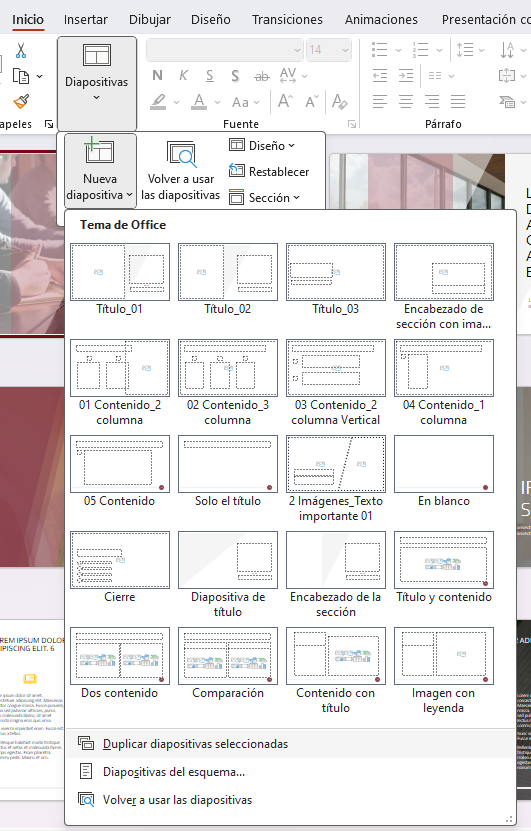 Inicio Insertar Dibujar Diseño Transiciones Animaciones Presentación co
Diapositivas
14
N K S S ab AV
Aa A A A
apeles Fuente Párrafo
Nueva diapositiva
Volver a usar las diapositivas
Diseño
Restablecer
Sección
Tema de Office
Título_01 Título_02 Título_03 Encabezado de
sección con ima...
01 Contenido_2 02 Contenido_3 03 Contenido_2 04 Contenido_1
columna columna columna Vertical columna
05 Contenido Solo el título 2 Imágenes_Texto En blanco
importante 01
Cierre Diapositiva de Encabezado de la Título y contenido
título sección
Dos contenido Comparación Contenido con Imagen con
título leyenda
Duplicar diapositivas seleccionadas
Diapositivas del esquema...
Volver a usar las diapositivas
REM IPSUM DOLOR
IPISCING ELIT. 6